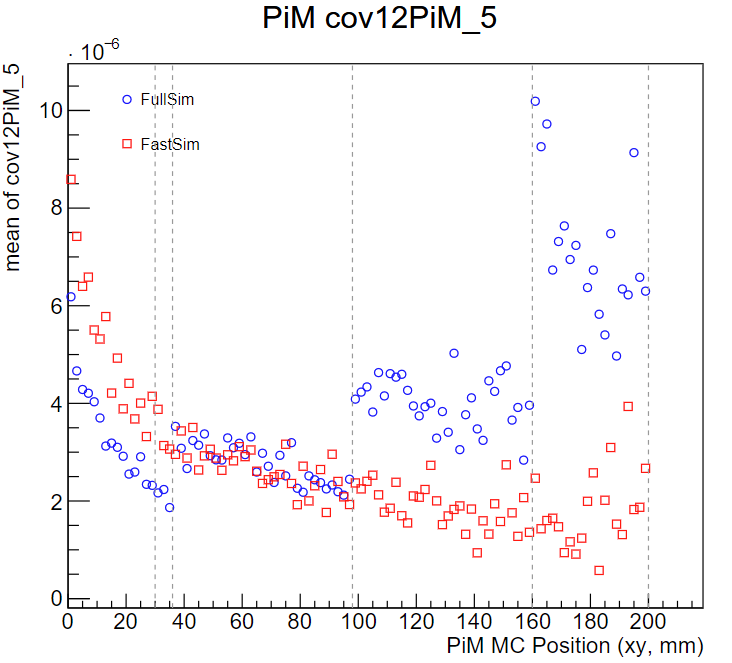 PiM cov12PiM_5
· 10−6
mean of cov12PiM_5
FullSim
FastSim
10
8
6
4
2
0
0 20 40 60 80 100 120 140 160 180 200
PiM MC Position (xy, mm)